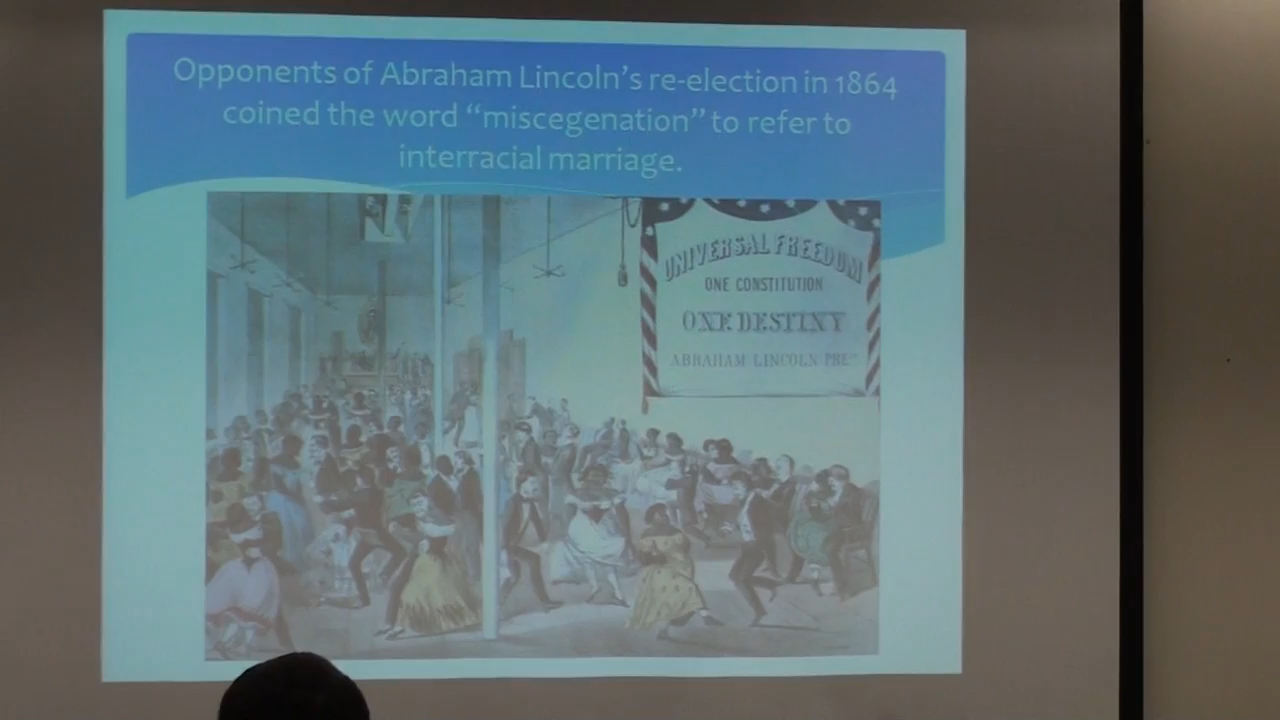 Opponents of Abraham Lincoln’s re-election in 1864
coined the word “miscegenation” to refer to
interracial marriage.
UNIVERSAL FREEDOM
ONE CONSTITUTION
ONE DESTINY
ABRAHAM LINCOLN PREST